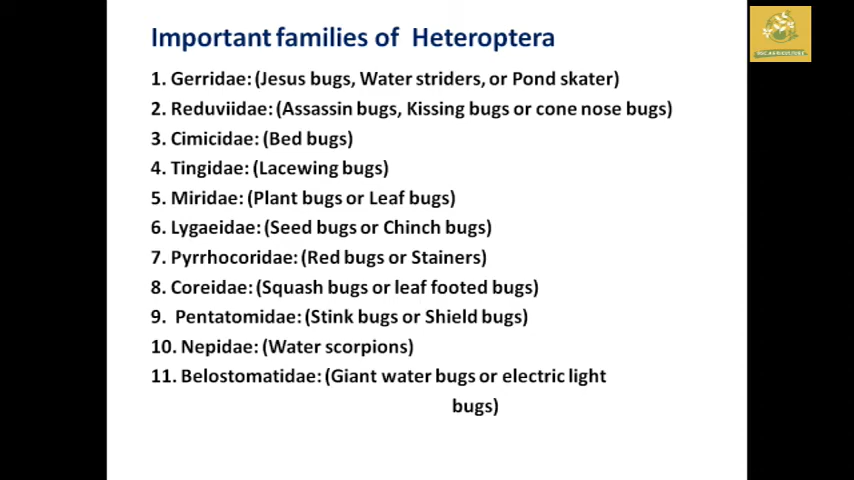 Important families of Heteroptera
1. Gerridae: (Jesus bugs, Water striders, or Pond skater)
2. Reduviidae: (Assassin bugs, Kissing bugs or cone nose bugs)
3. Cimicidae: (Bed bugs)
4. Tingidae: (Lacewing bugs)
5. Miridae: (Plant bugs or Leaf bugs)
6. Lygaeidae: (Seed bugs or Chinch bugs)
7. Pyrrhocoridae: (Red bugs or Stainers)
8. Coreidae: (Squash bugs or leaf footed bugs)
9. Pentatomidae: (Stink bugs or Shield bugs)
10. Nepidae: (Water scorpions)
11. Belostomatidae: (Giant water bugs or electric light
bugs)